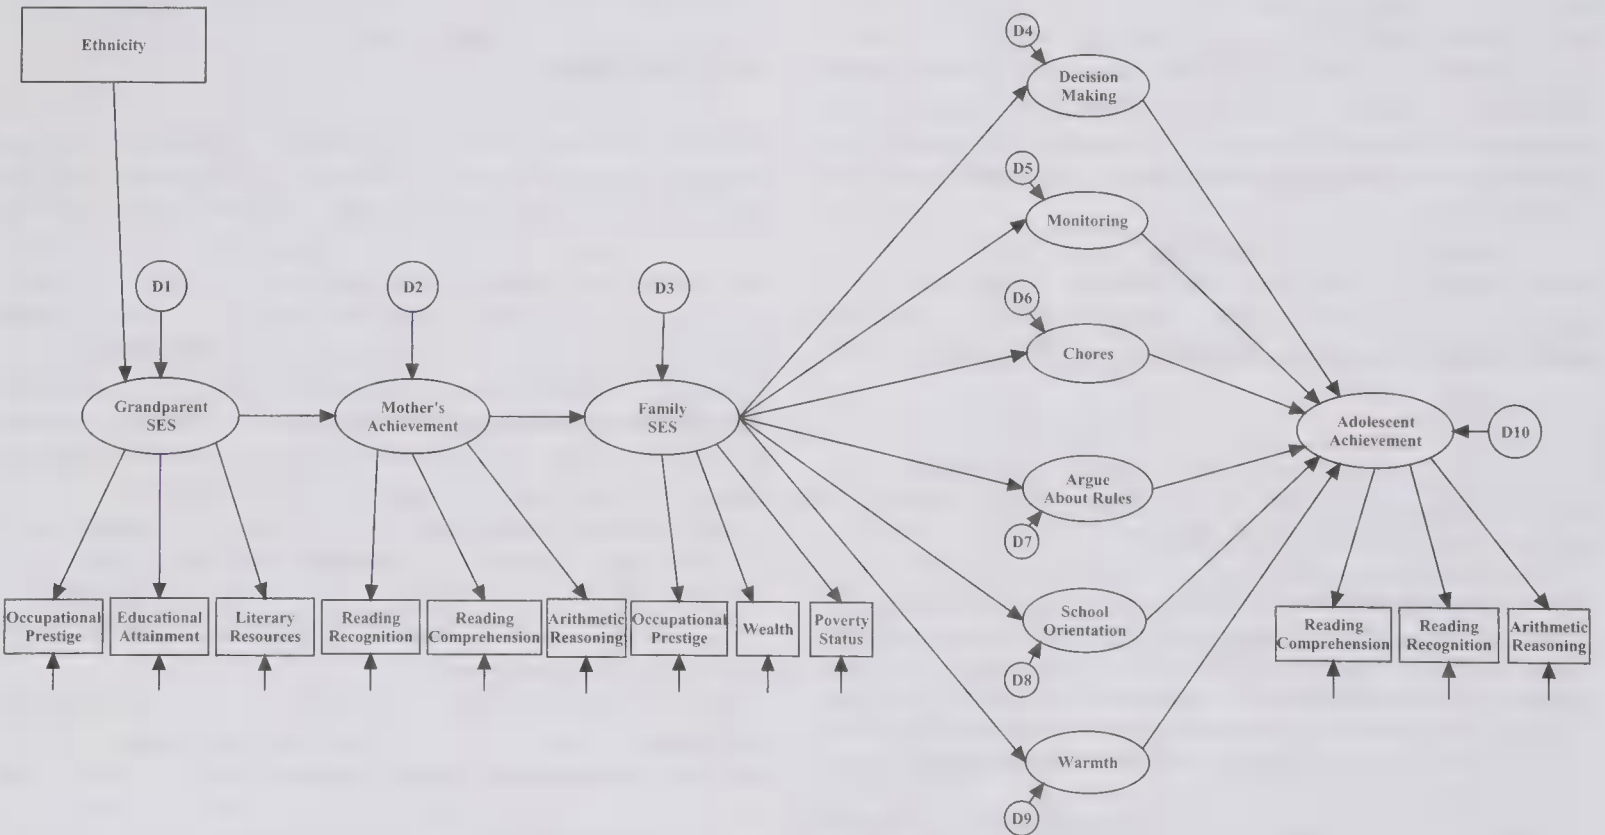 Ethnicity
D4
Decision
Making
D5
Monitoring
D1
D2
D3
D6
Chores
Grandparent
SES
Mother's
Achievement
Family
SES
Adolescent
Achievement
D10
Argue
About Rules
D7
Occupational
Prestige
Educational
Attainment
Literary
Resources
Reading
Recognition
Reading
Comprehension
Arithmetic
Reasoning
Occupational
Prestige
Wealth
Poverty
Status
School
Orientation
D8
Reading
Comprehension
Reading
Recognition
Arithmetic
Reasoning
Warmth
D9